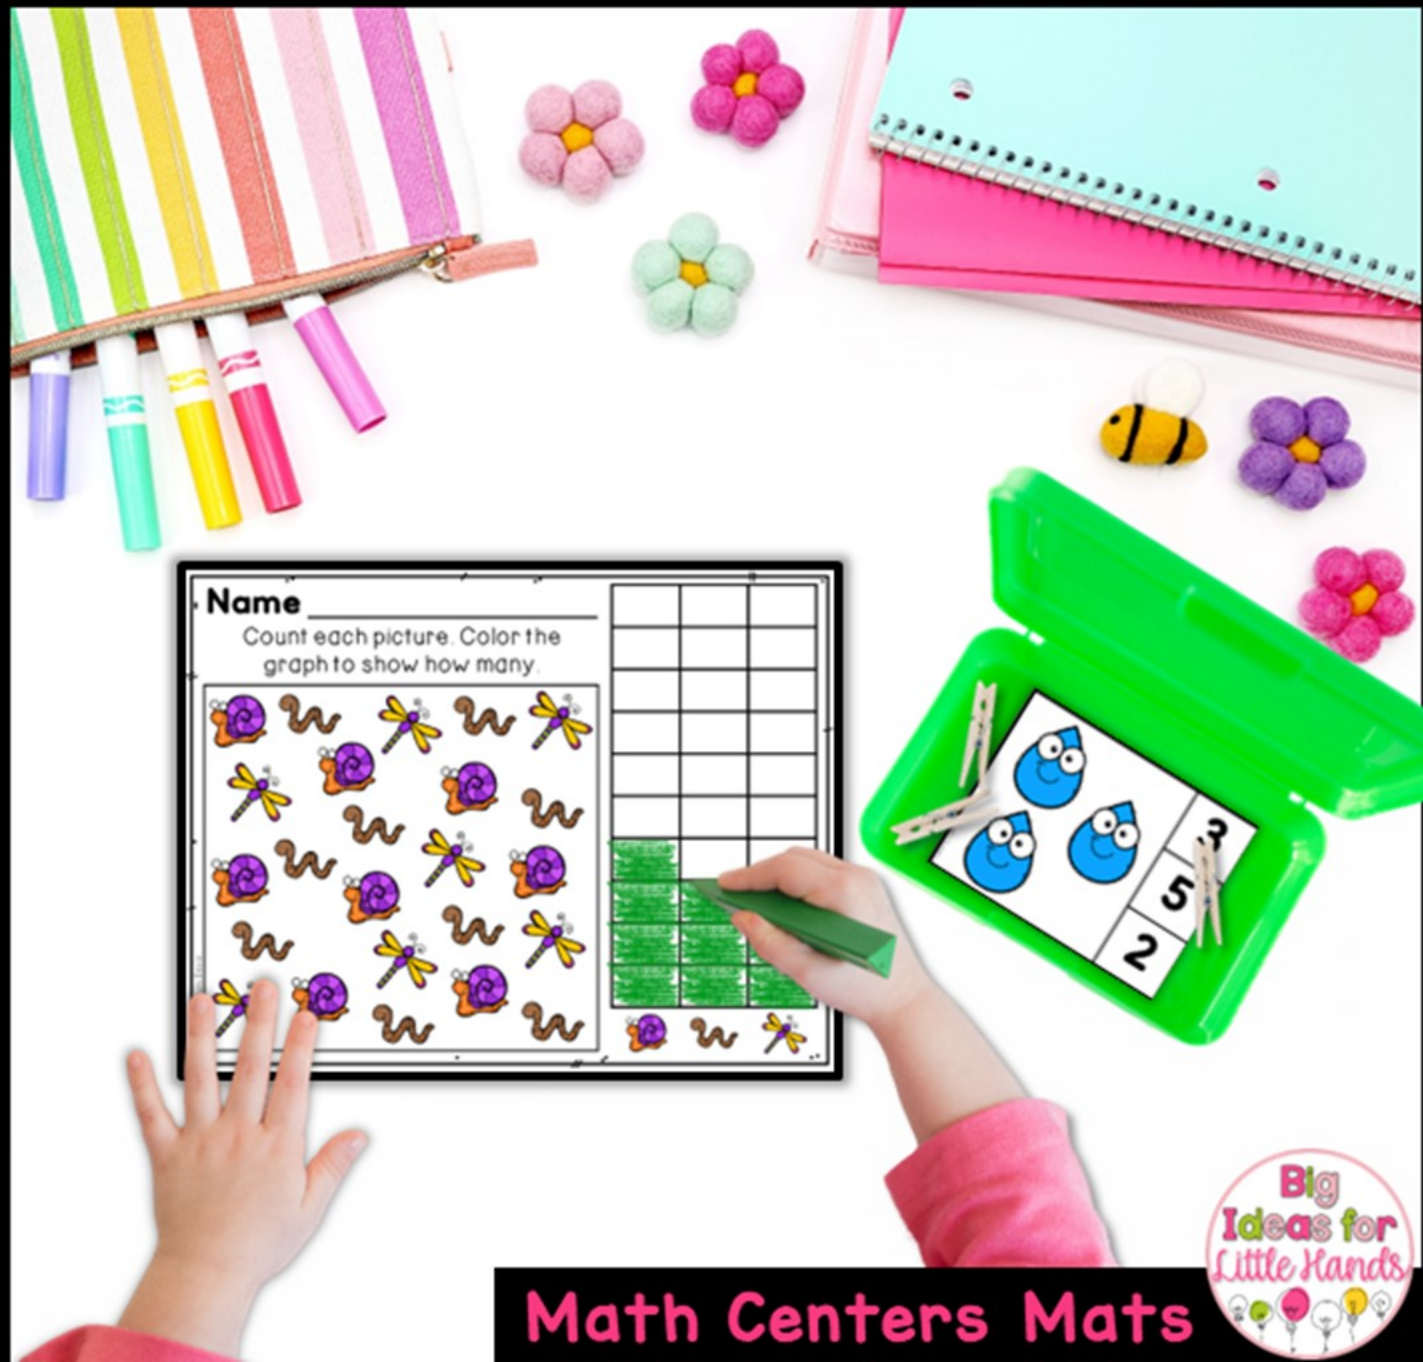 Name
Count each picture. Color the
graph to show how many.
3
5
2
Big
Ideas for
Little Hands
Math Centers Mats